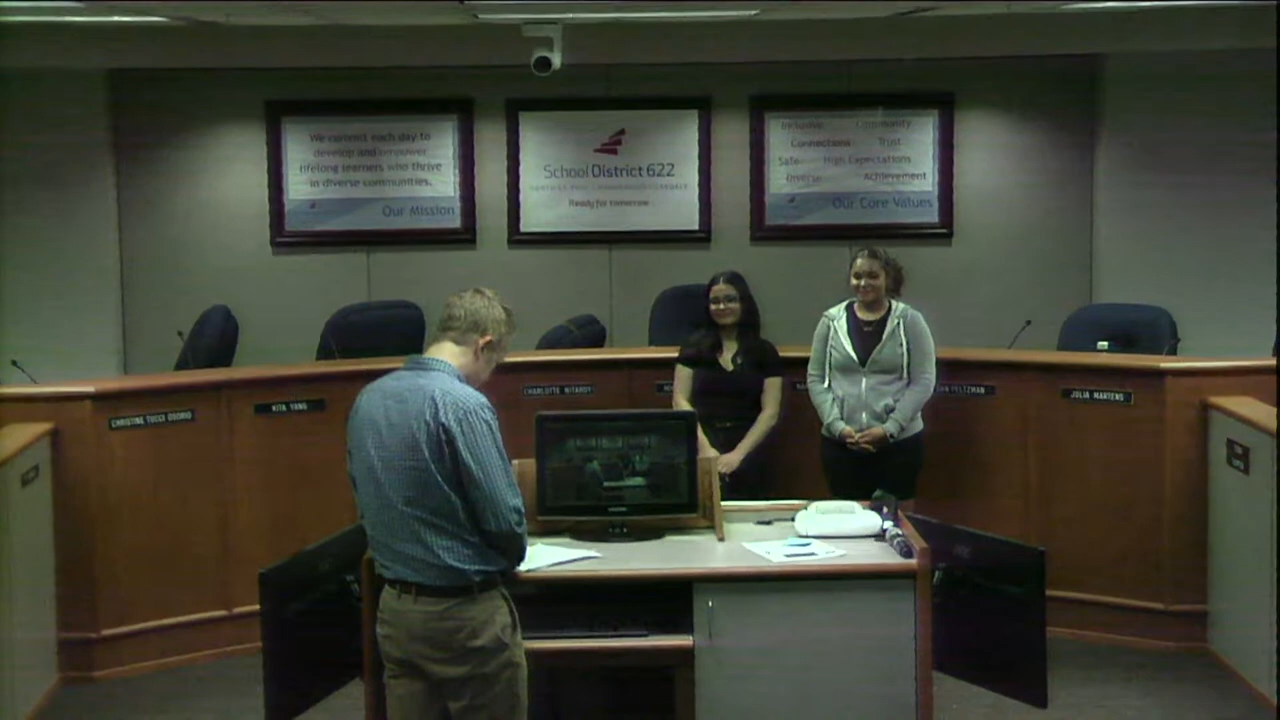 We commit each day to
develop and empower
lifelong learners who thrive
in diverse communities.
Our Mission
School District 622
Ready for tomorrow
Inclusive Community
Connections Trust
Safe High Expectations
Diverse Achievement
Our Core Values
CHRISTINE TUCCI OSORIO
KITA YANG
CHARLOTTE NITARDY
PELTZMAN
JULIA MARTENS